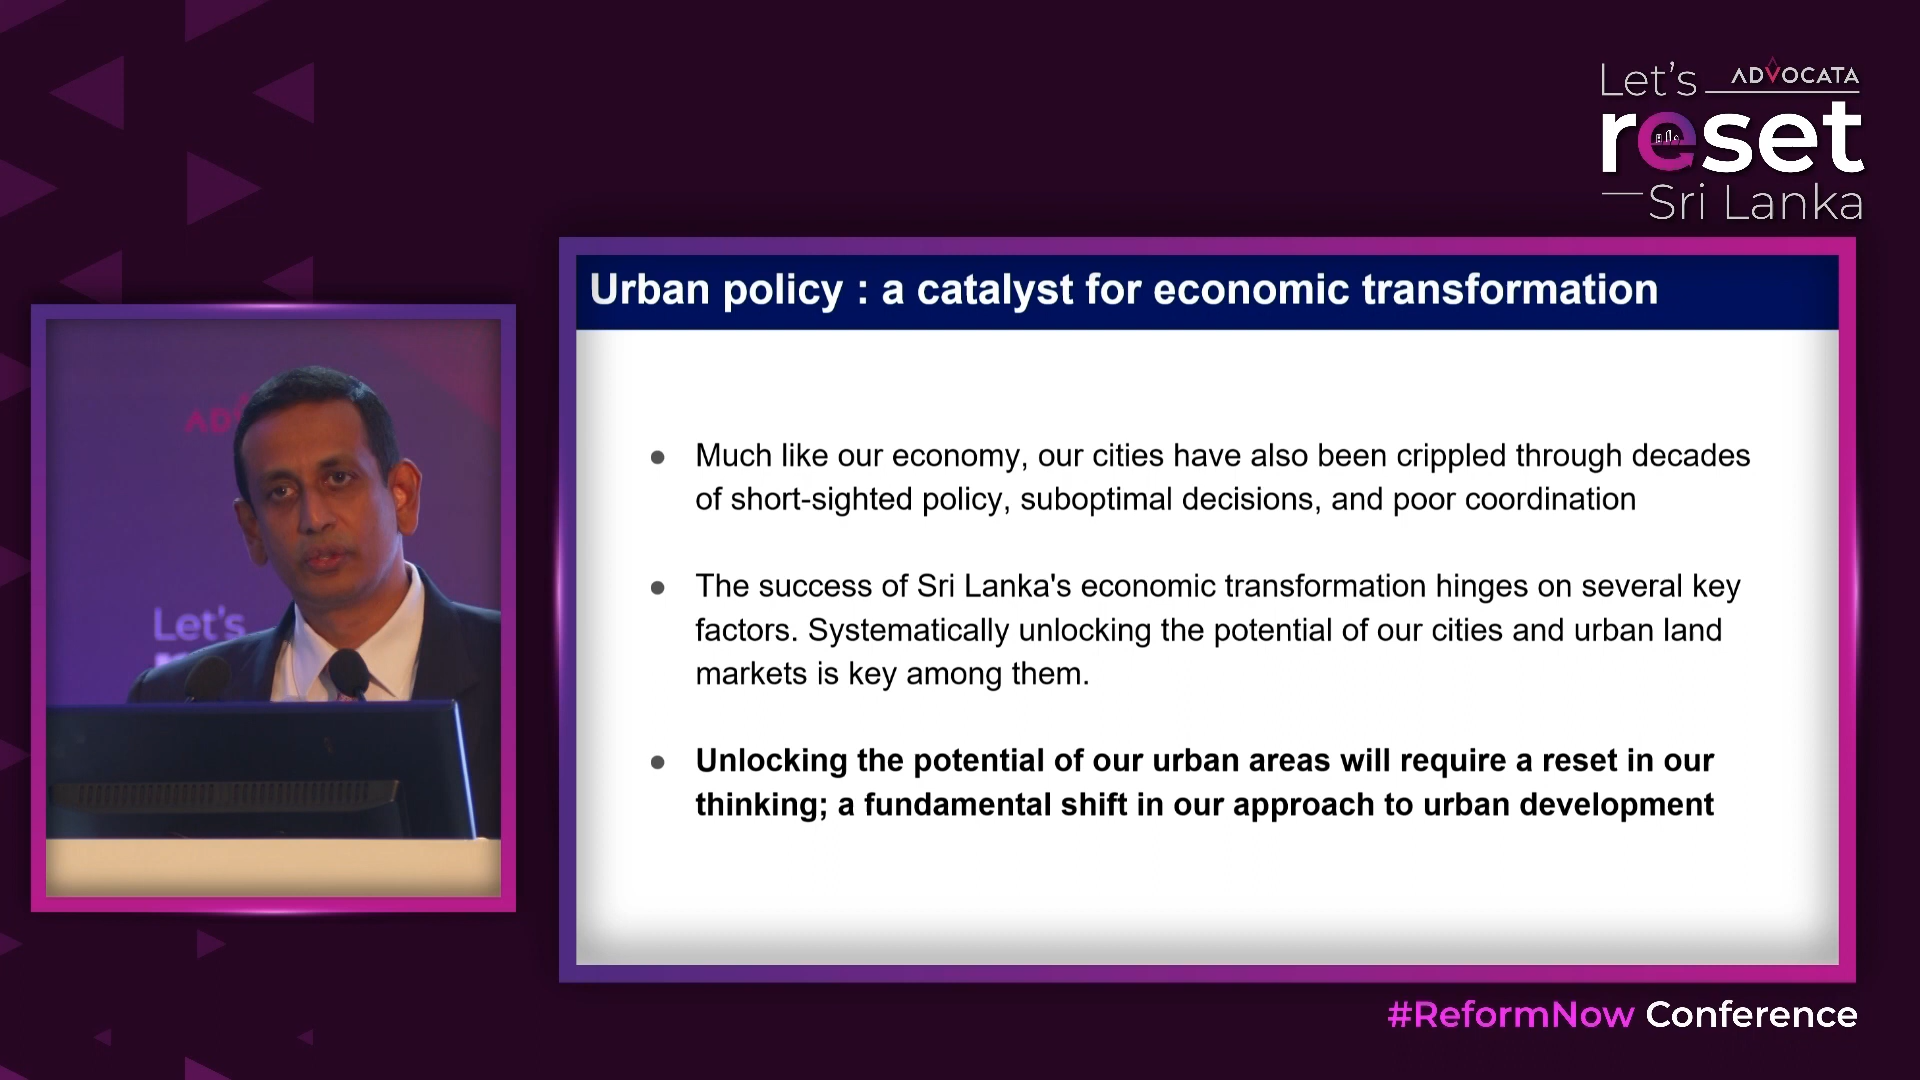 Let's ADVOCATA
reset
Sri Lanka
Urban policy : a catalyst for economic transformation
● Much like our economy, our cities have also been crippled through decades
of short-sighted policy, suboptimal decisions, and poor coordination
● The success of Sri Lanka's economic transformation hinges on several key
factors. Systematically unlocking the potential of our cities and urban land
markets is key among them.
● Unlocking the potential of our urban areas will require a reset in our
thinking; a fundamental shift in our approach to urban development
AD
Let's
#ReformNow Conference